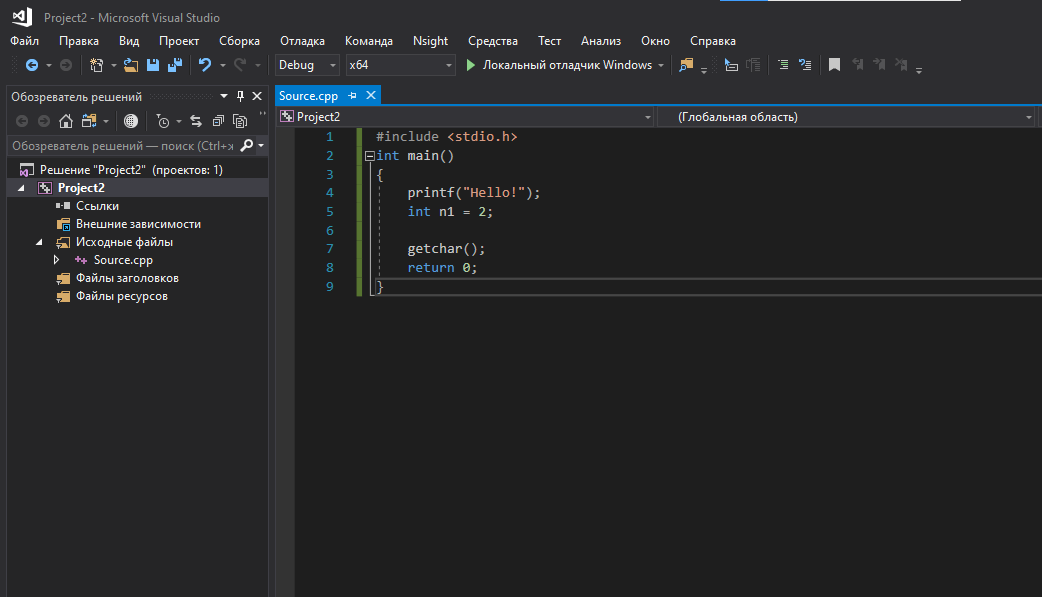 Project2 - Microsoft Visual Studio
Файл Правка Вид Проект Сборка Отладка Команда Nsight Средства Тест Анализ Окно Справка
Debug x64 Локальный отладчик Windows
Обозреватель решений
Обозреватель решений — поиск (Ctrl+ж
Решение "Project2" (проектов: 1)
Project2
Ссылки
Внешние зависимости
Исходные файлы
Source.cpp
Файлы заголовков
Файлы ресурсов
Source.cpp
Project2 (Глобальная область)
1 #include <stdio.h>
2 int main()
3 {
4 printf("Hello!");
5 int n1 = 2;
6
7 getchar();
8 return 0;
9 }